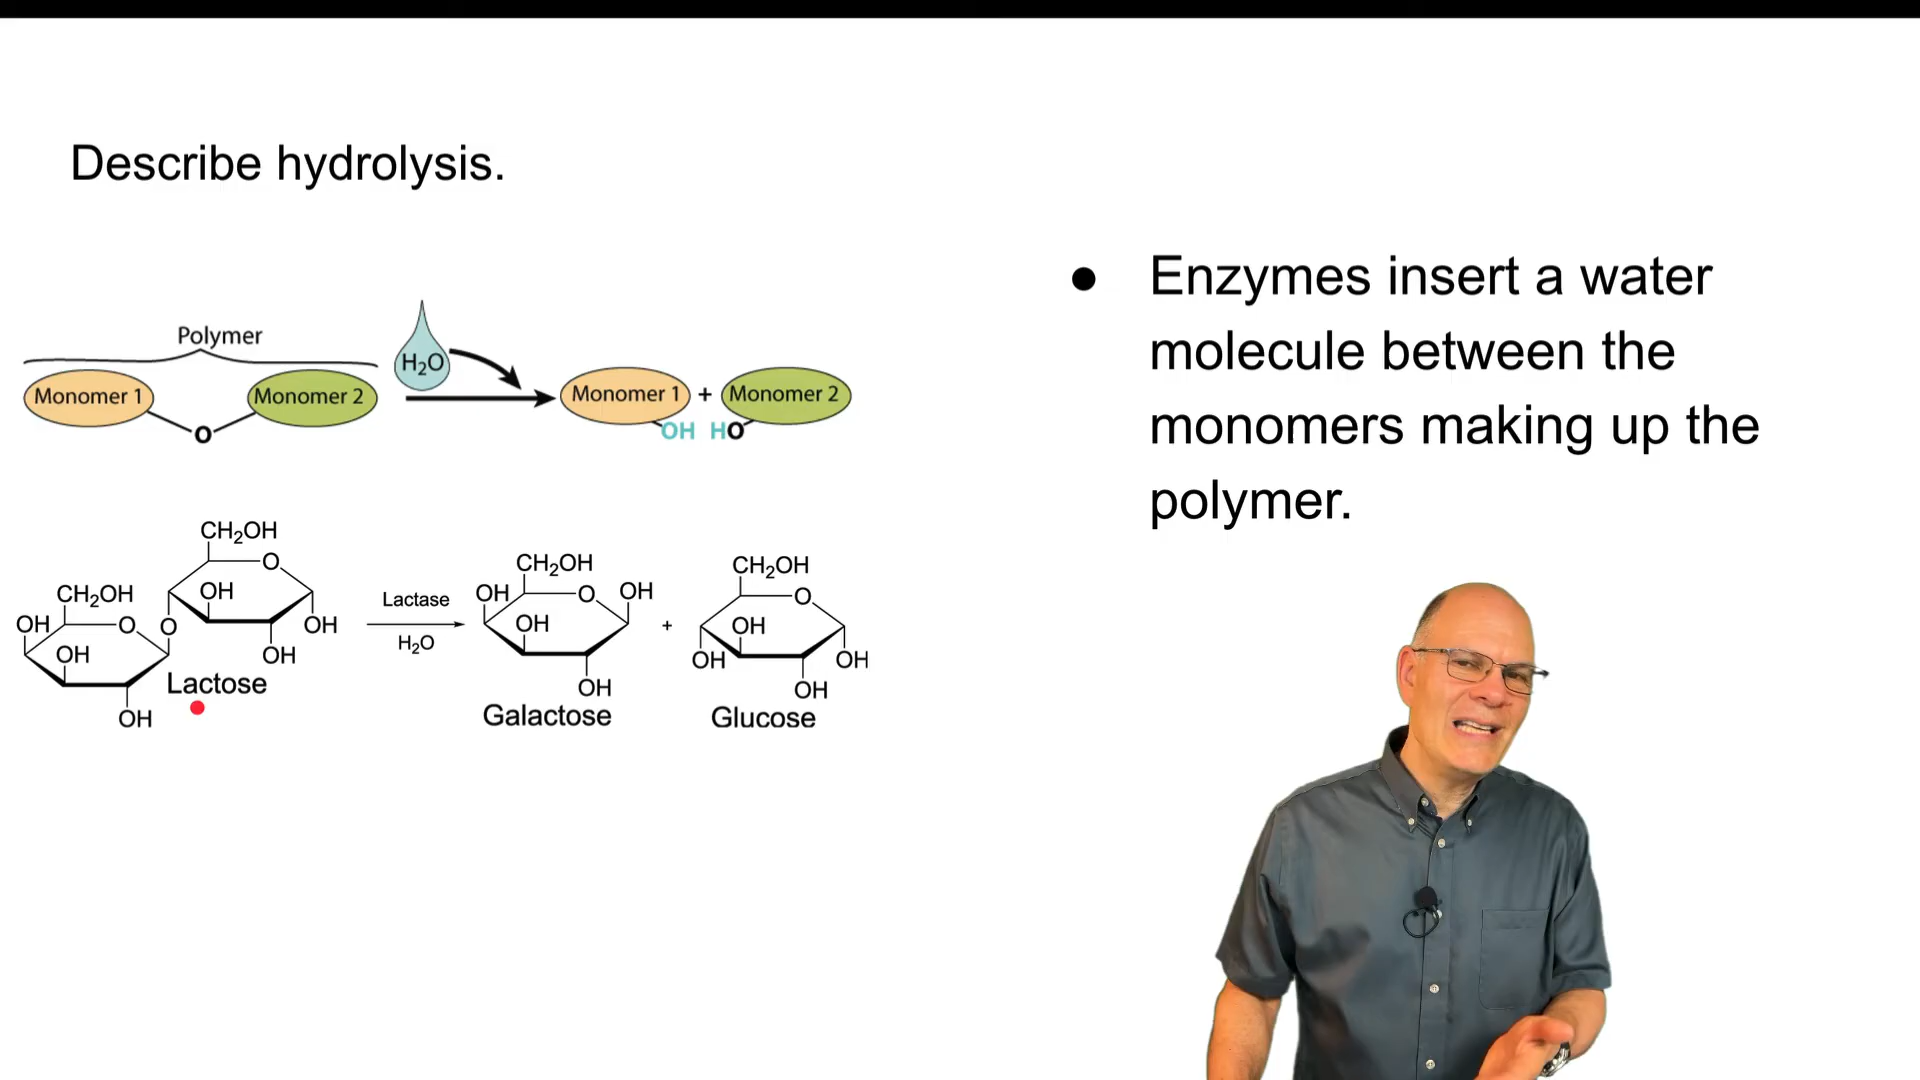 Describe hydrolysis.
Polymer
Monomer 1
Monomer 2
O
H₂O
Monomer 1 + Monomer 2
OH HO
CH₂OH
O
OH
OH
OH
CH₂OH
OH
O
O
OH
OH
Lactose
Lactase
H₂O
CH₂OH
OH
O
OH
OH
OH
Galactose
+
CH₂OH
O
OH
OH
OH
OH
Glucose
● Enzymes insert a water
molecule between the
monomers making up the
polymer.